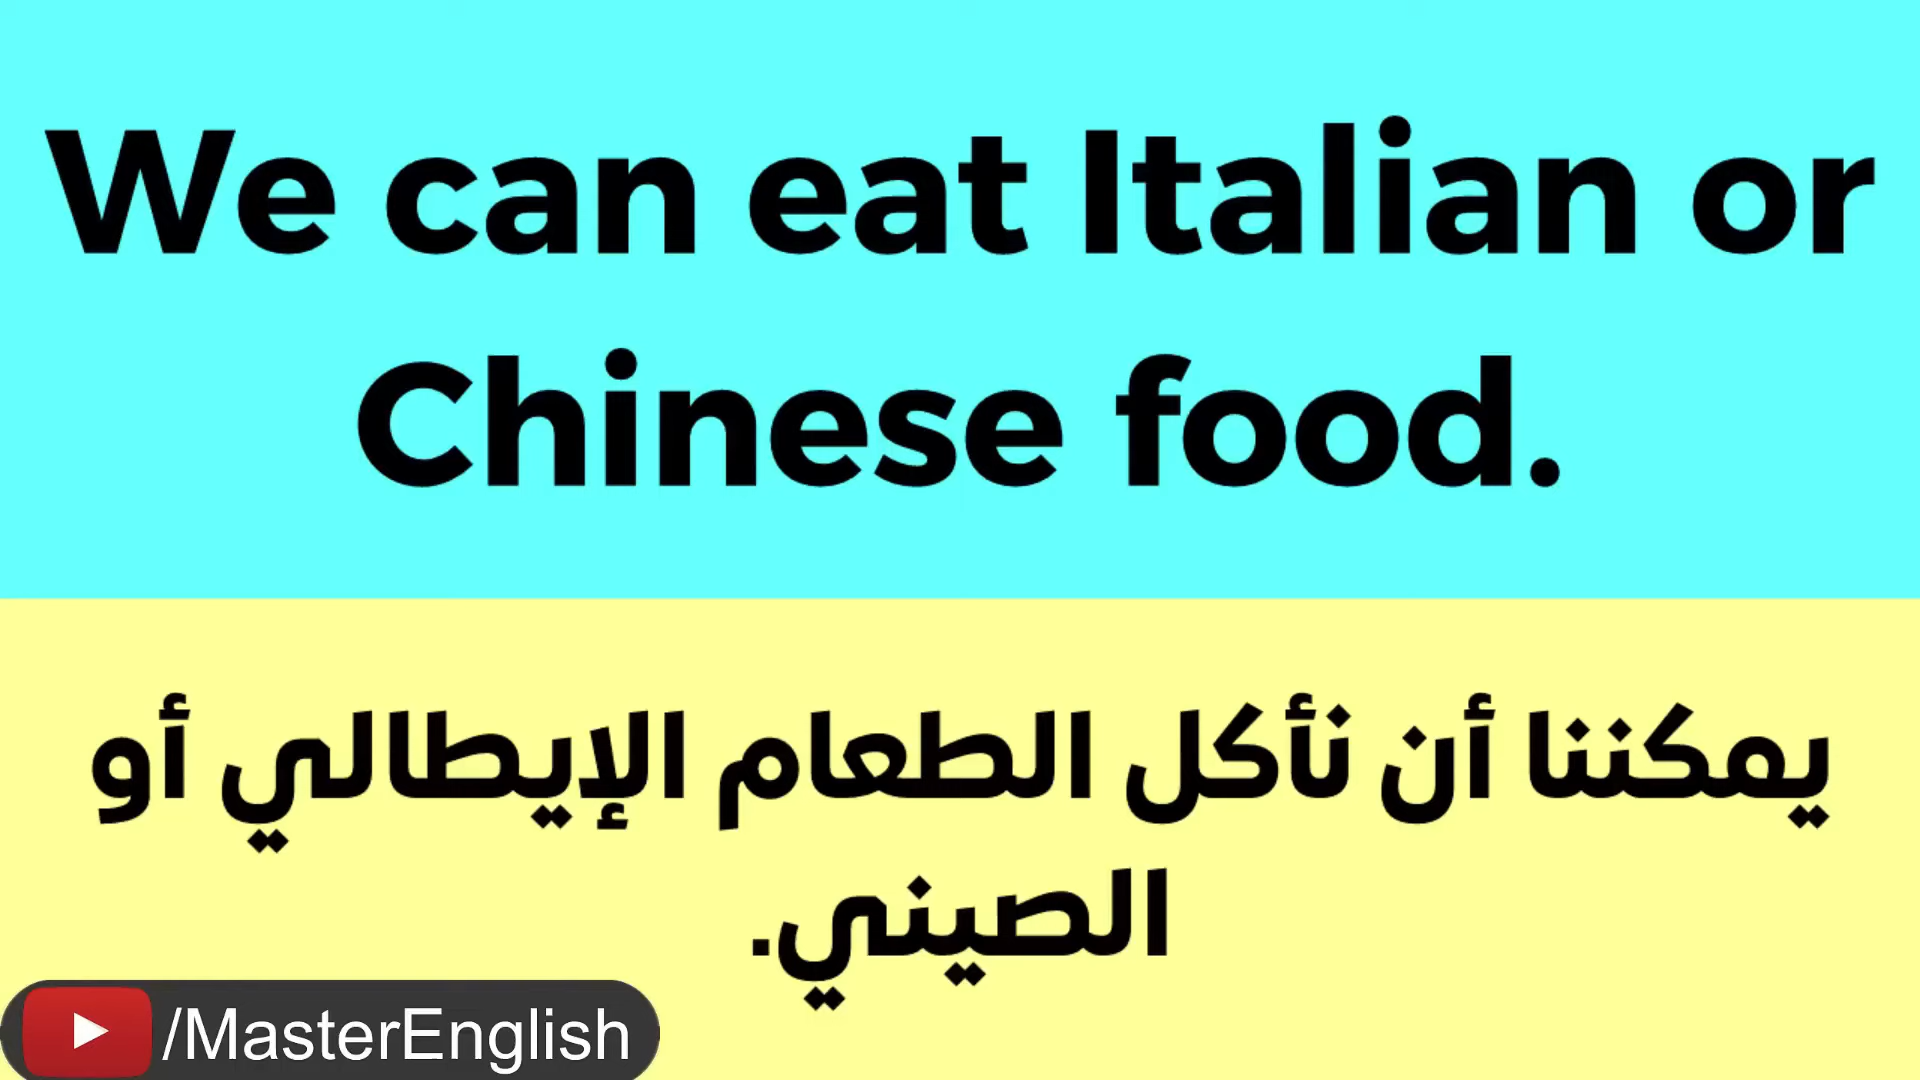 We can eat Italian or
Chinese food.
يمكننا أن نأكل الطعام الإيطالي أو
الصيني.
/MasterEnglish